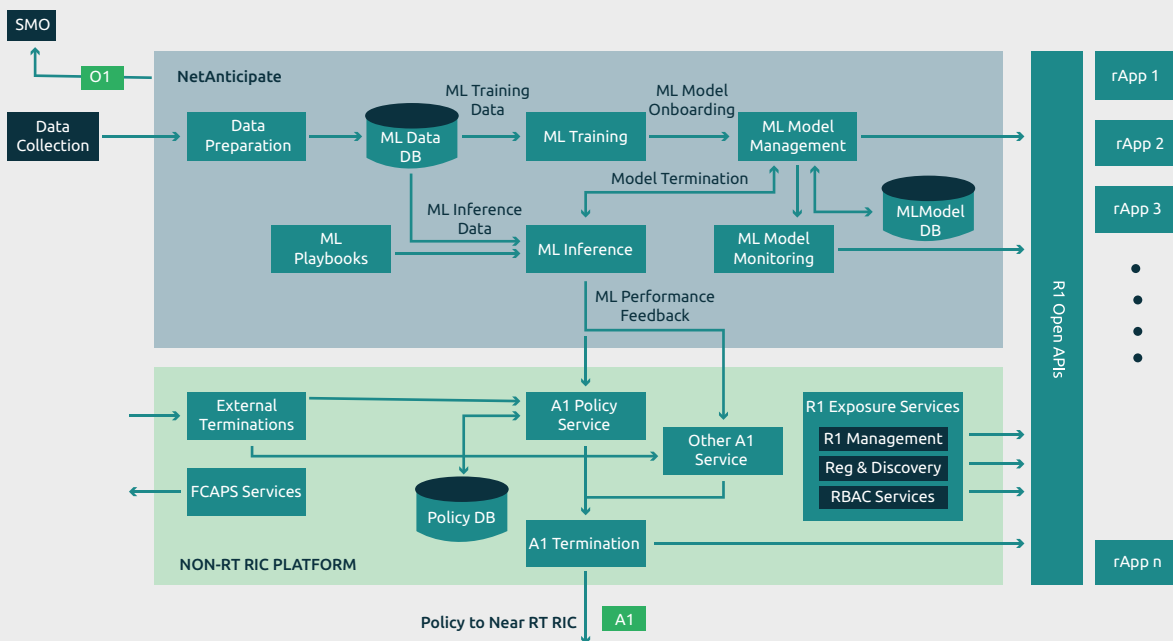 SMO
O1
NetAnticipate
Data
Collection
Data
Preparation
ML Data
DB
ML Training
Data
ML Training
ML Model
Onboarding
ML Model
Management
Model Termination
MLModel
DB
ML Inference
Data
ML
Playbooks
ML Inference
ML Model
Monitoring
ML Performance
Feedback
External
Terminations
A1 Policy
Service
Other A1
Service
R1 Exposure Services
R1 Management
Reg & Discovery
RBAC Services
FCAPS Services
Policy DB
A1 Termination
NON-RT RIC PLATFORM
Policy to Near RT RIC
A1
R1 Open APIs
rApp 1
rApp 2
rApp 3
rApp n